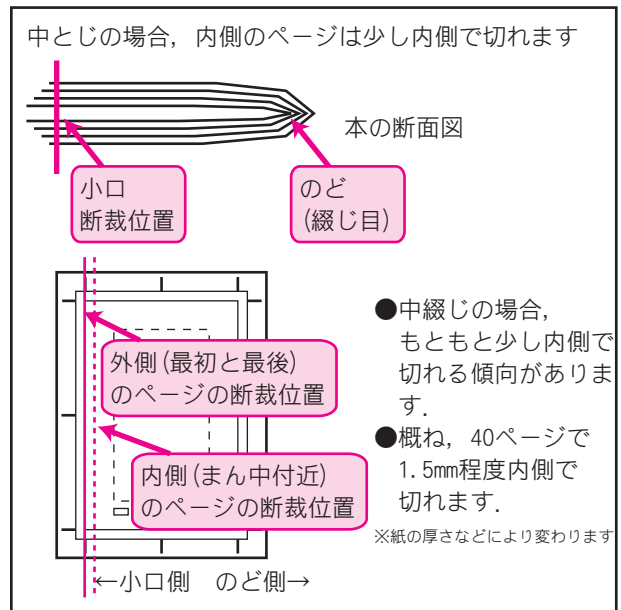 中とじの場合，内側のページは少し内側で切れます
本の断面図
小口
断裁位置
のど
(綴じ目)
外側(最初と最後)
のページの断裁位置
内側(まん中付近)
のページの断裁位置
←小口側　のど側→
●中綴じの場合，
もともと少し内側で
切れる傾向がありま
す．
●概ね，40ページで
1.5㎜程度内側で
切れます．
※紙の厚さなどにより変わります